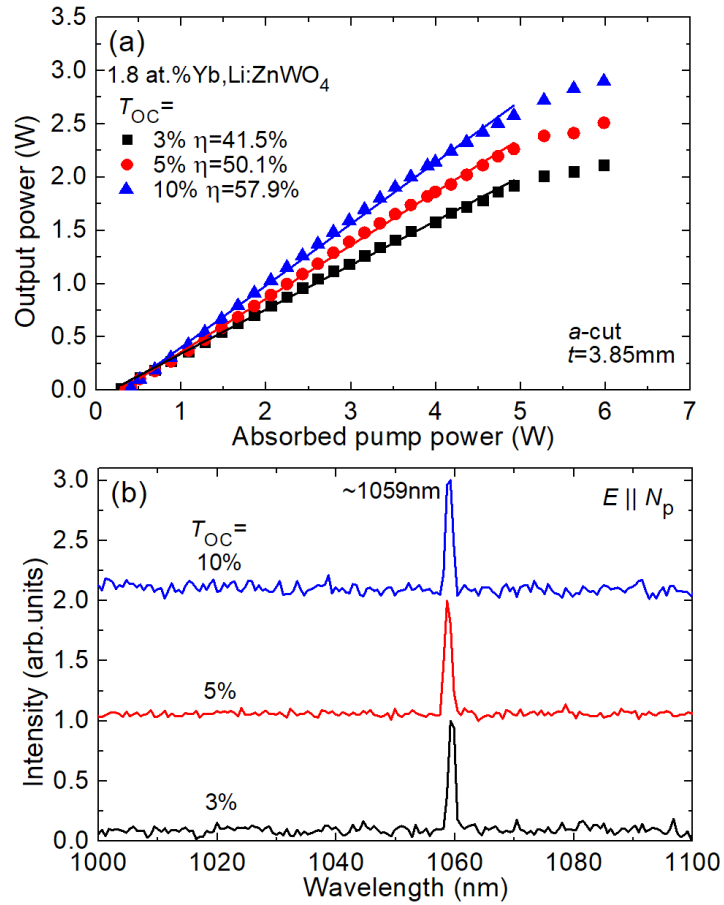 (a)
1.8 at.%Yb,Li:ZnWO₄
T_OC=
3% η=41.5%
5% η=50.1%
10% η=57.9%
a-cut
t=3.85mm
Output power (W)
3.5
3.0
2.5
2.0
1.5
1.0
0.5
0.0
0 1 2 3 4 5 6 7
Absorbed pump power (W)
(b)
~1059nm
E || N_p
T_OC=
10%
5%
3%
Intensity (arb.units)
3.0
2.5
2.0
1.5
1.0
0.5
0.0
1000 1020 1040 1060 1080 1100
Wavelength (nm)